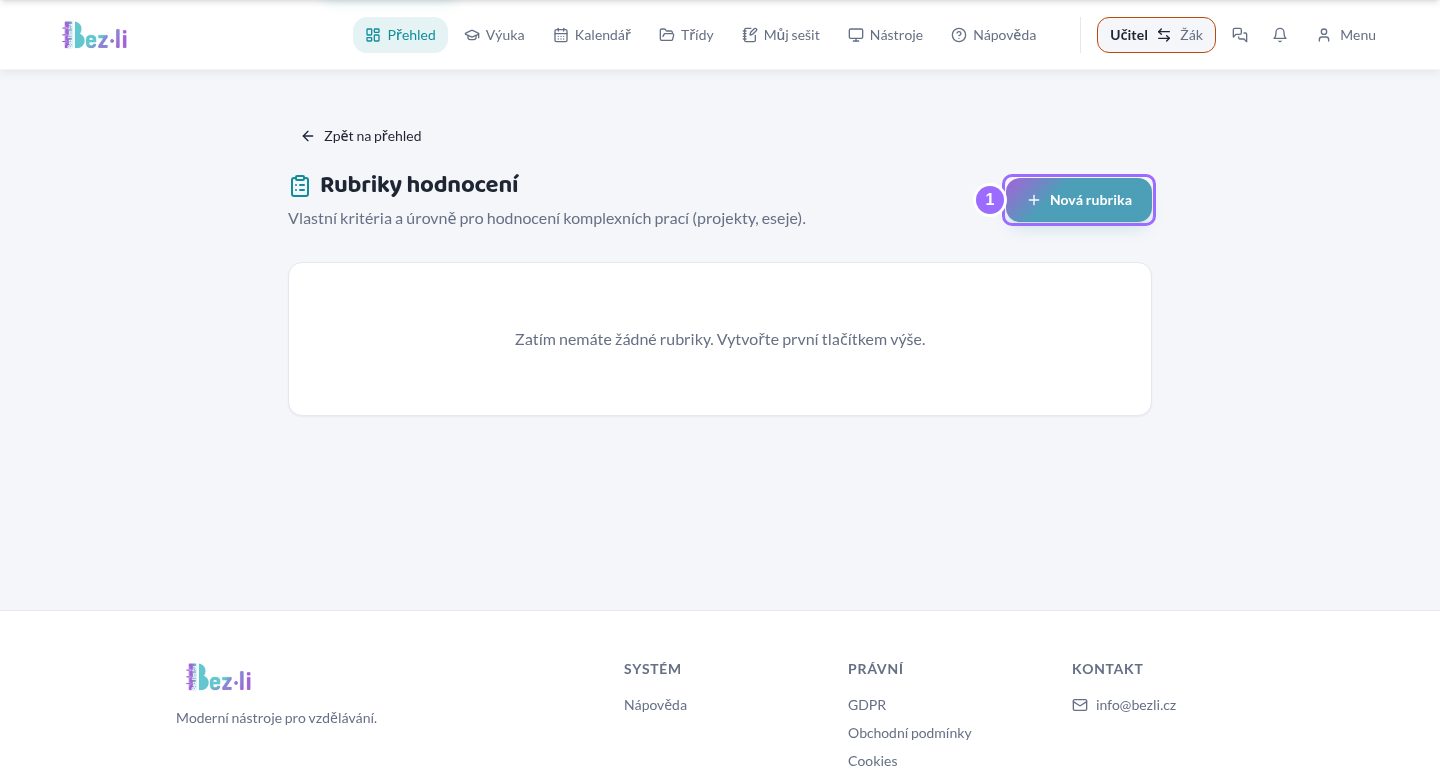 Bez·li
Přehled
Výuka
Kalendář
Třídy
Můj sešit
Nástroje
Nápověda
Učitel
Žák
Menu
Zpět na přehled
Rubriky hodnocení
Vlastní kritéria a úrovně pro hodnocení komplexních prací (projekty, eseje).
1
Nová rubrika
Zatím nemáte žádné rubriky. Vytvořte první tlačítkem výše.
Bez·li
Moderní nástroje pro vzdělávání.
SYSTÉM
Nápověda
PRÁVNÍ
GDPR
Obchodní podmínky
Cookies
KONTAKT
info@bezli.cz